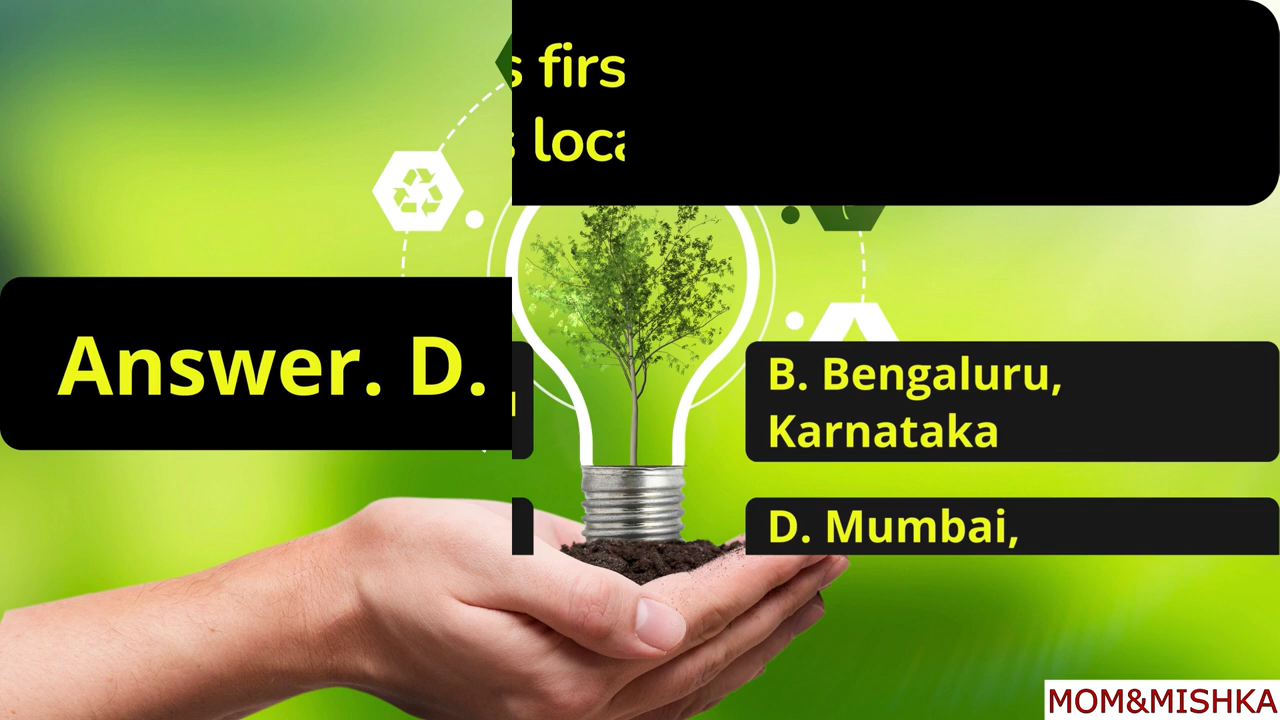 firs
loca
Answer. D.
B. Bengaluru,
Karnataka
D. Mumbai,
MOM&MISHKA